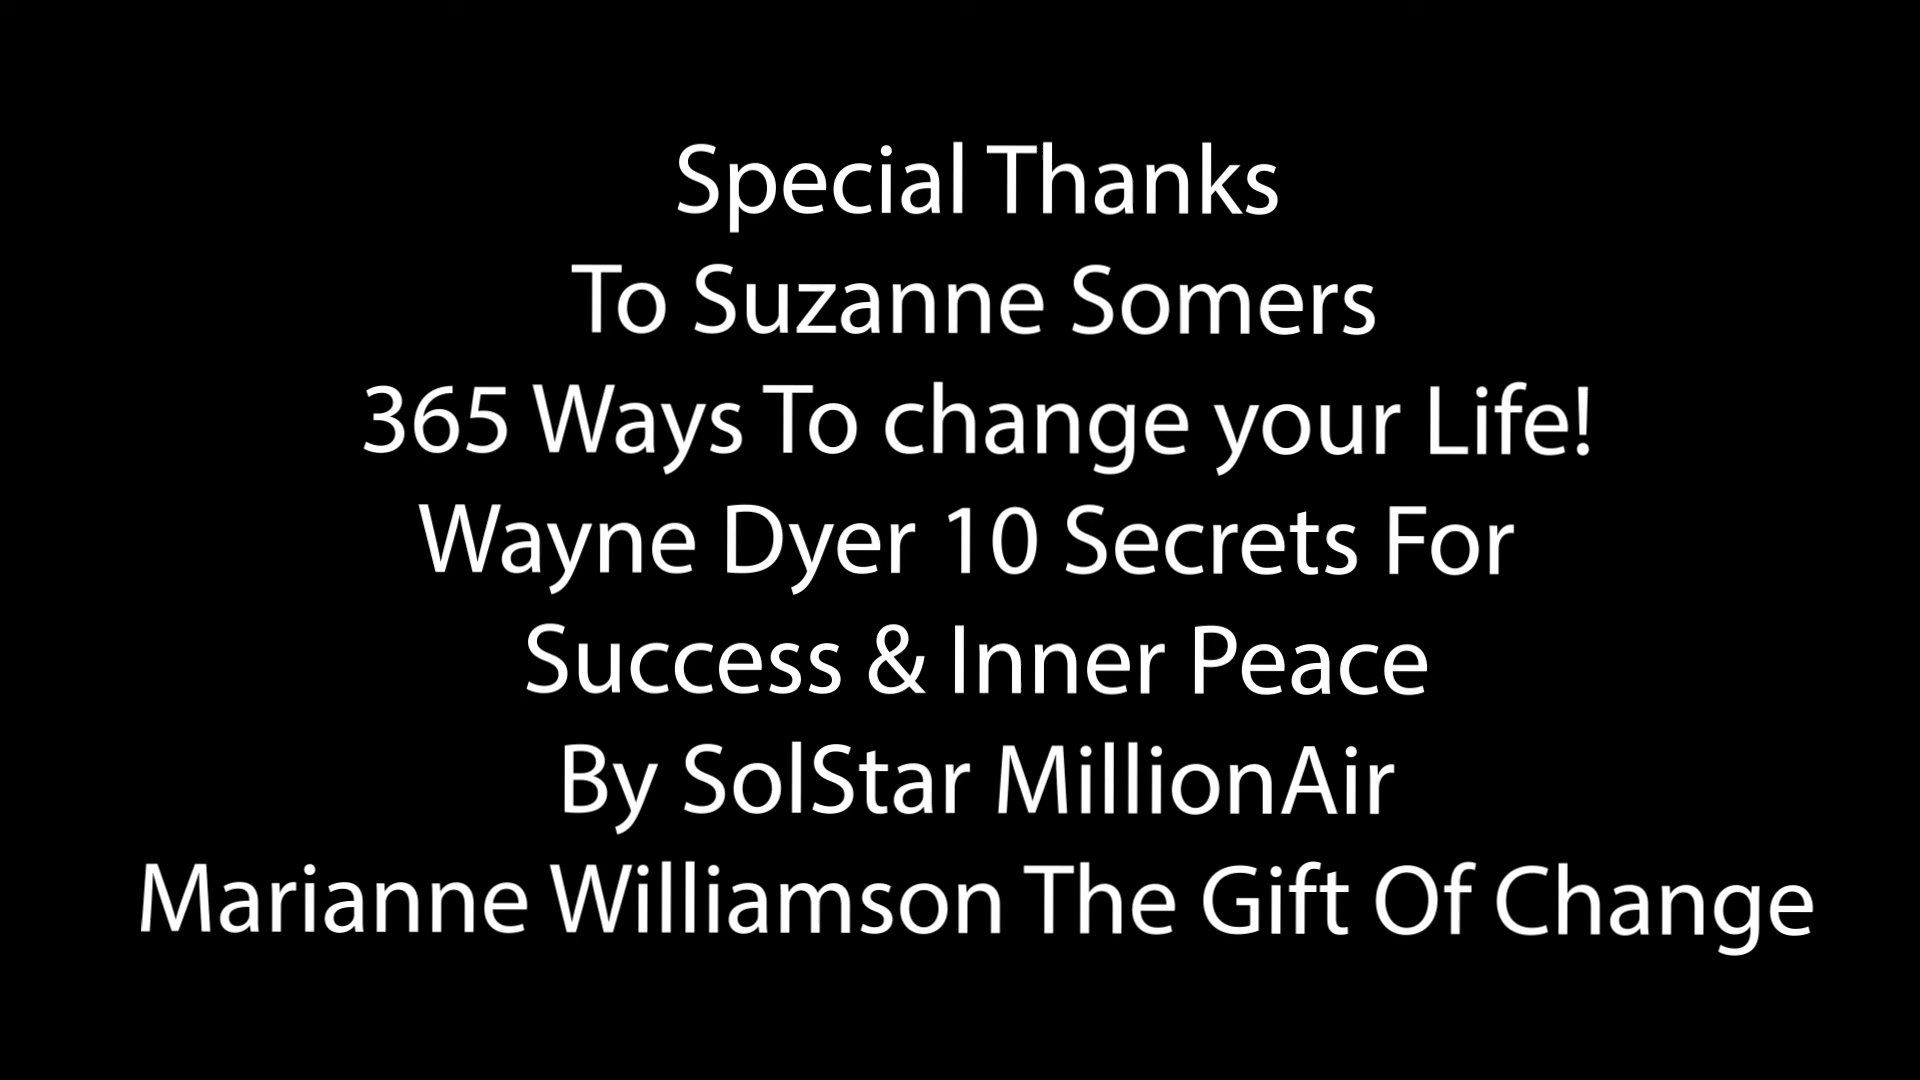 Special Thanks
To Suzanne Somers
365 Ways To change your Life!
Wayne Dyer 10 Secrets For
Success & Inner Peace
By SolStar MillionAir
Marianne Williamson The Gift Of Change